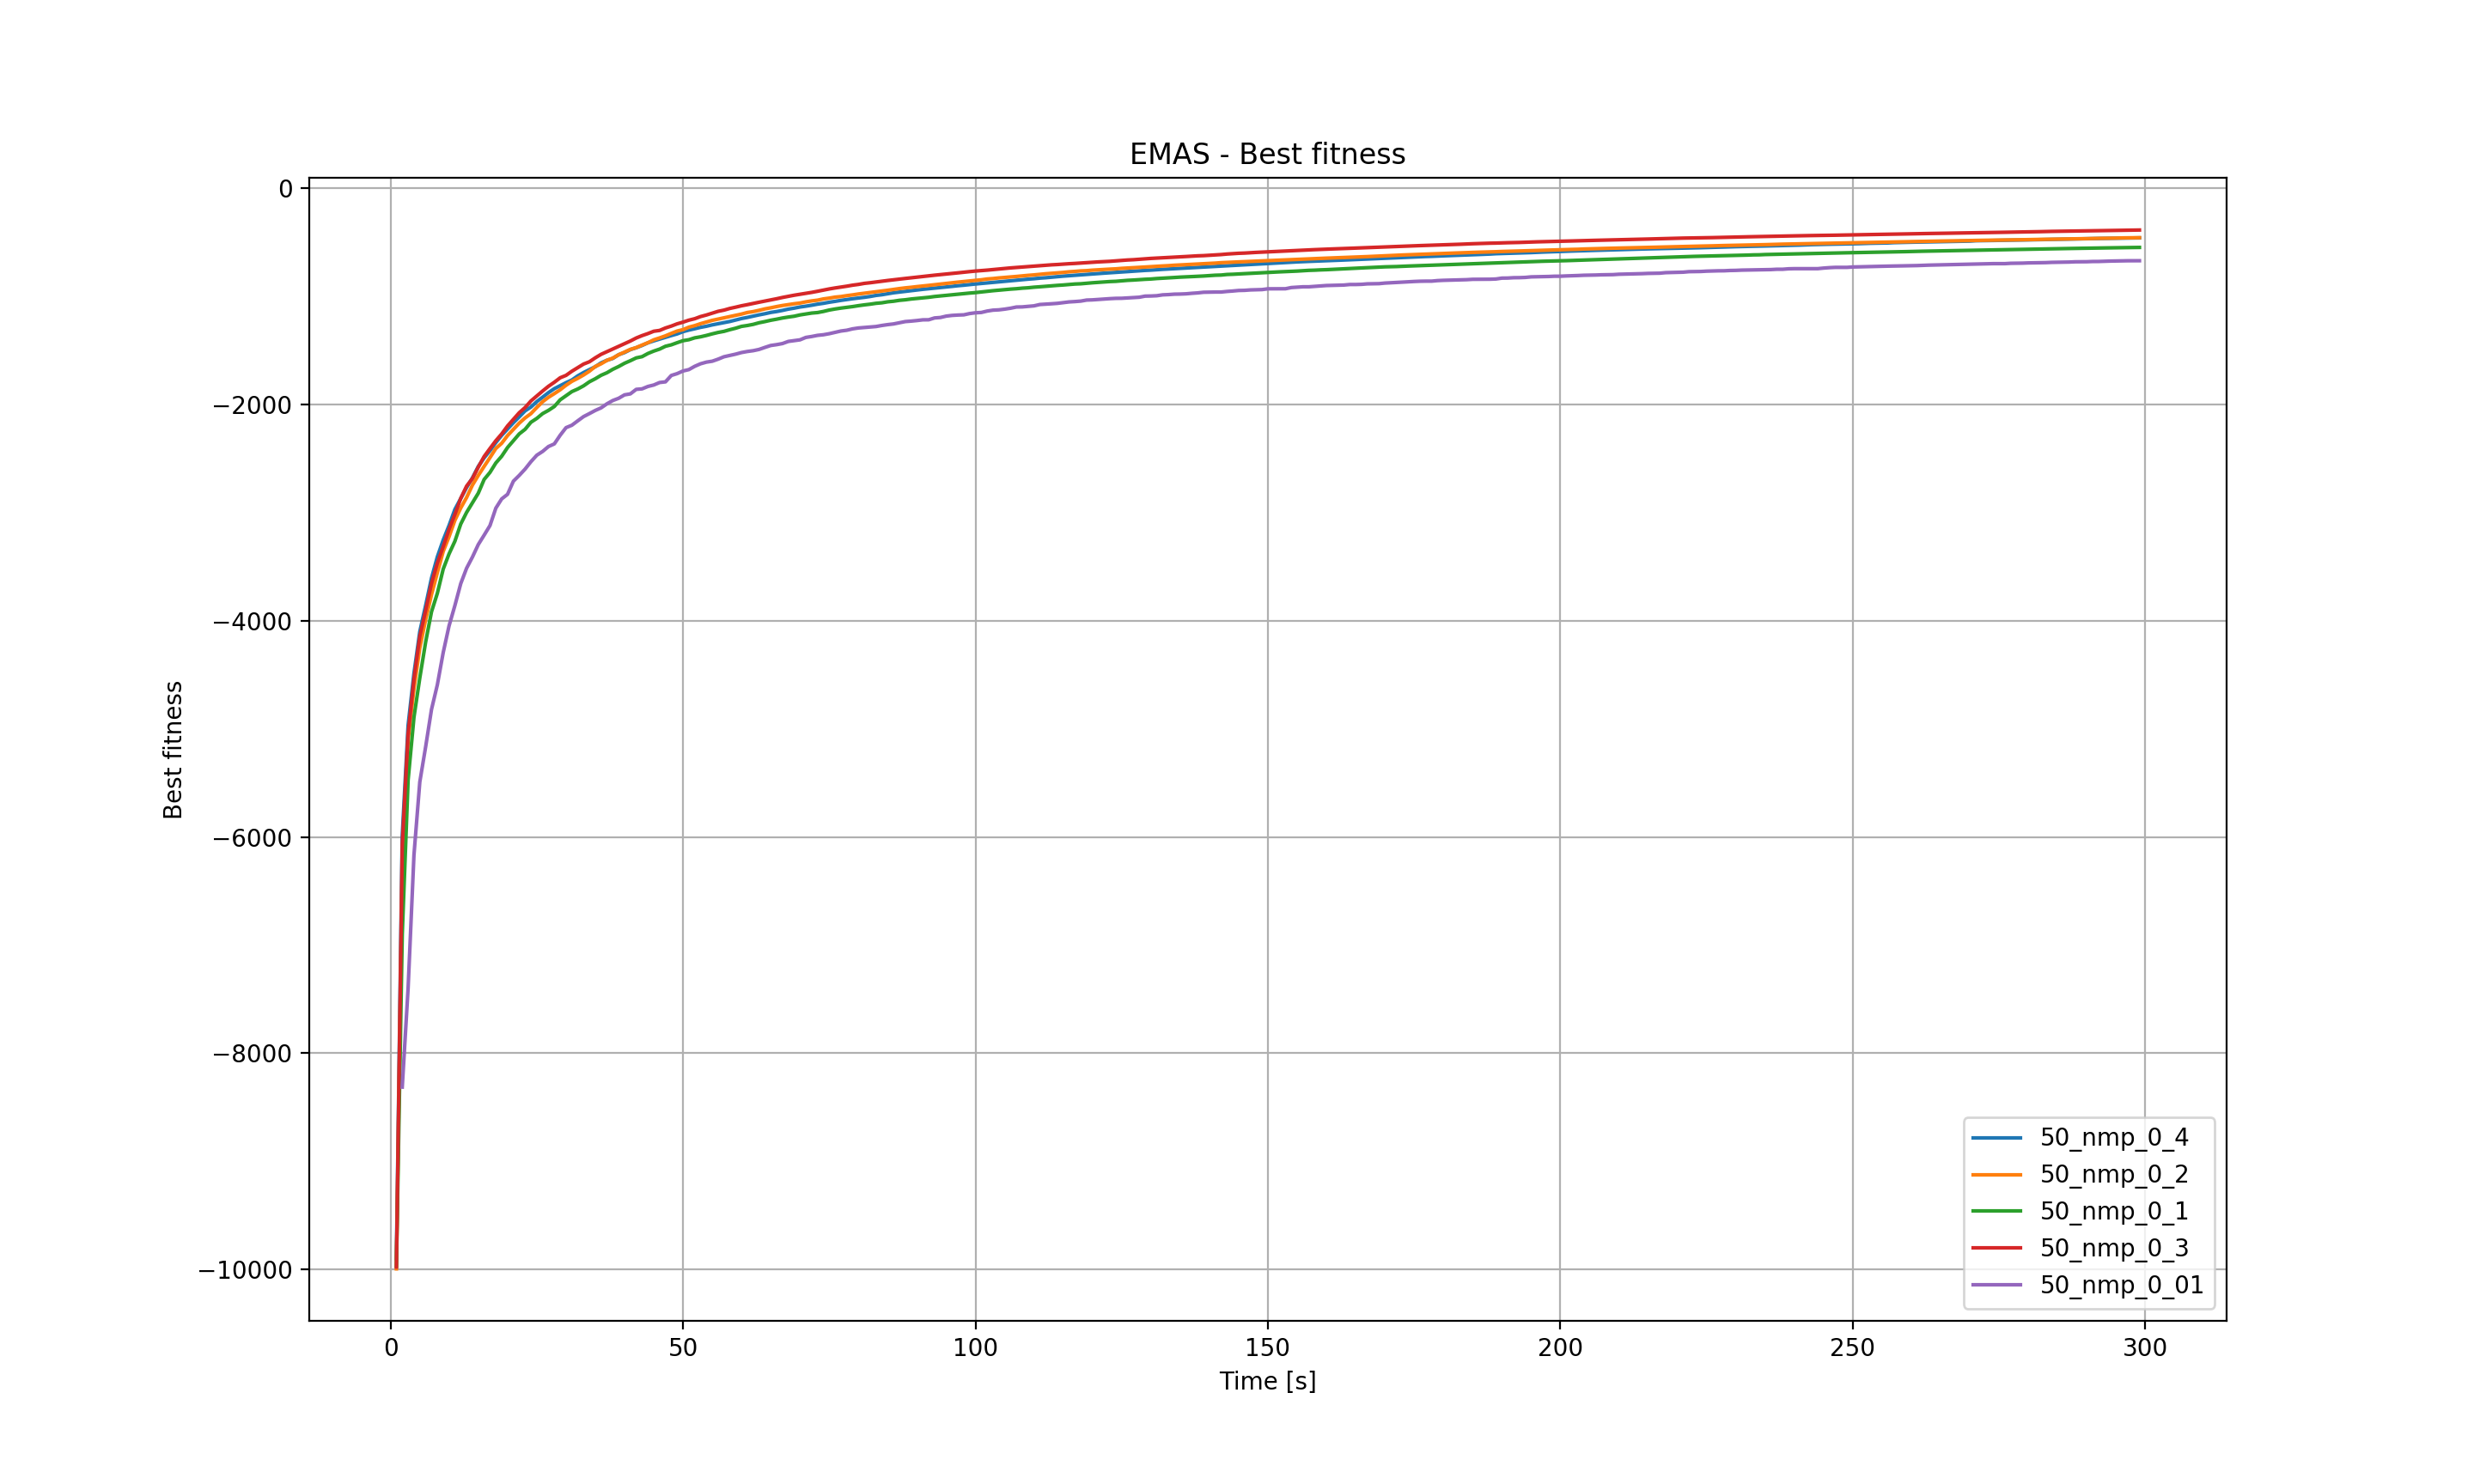 EMAS - Best fitness
0
−2000
−4000
−6000
−8000
−10000
Best fitness
0 50 100 150 200 250 300
Time [s]
50_nmp_0_4
50_nmp_0_2
50_nmp_0_1
50_nmp_0_3
50_nmp_0_01